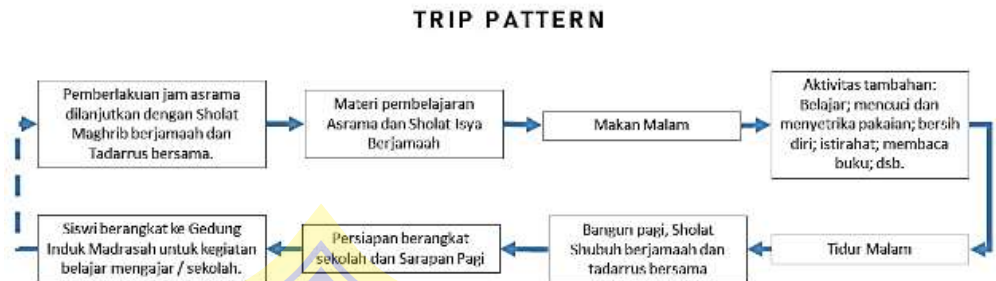 TRIP PATTERN
Pemberlakuan jam asrama
dilanjutkan dengan Sholat
Maghrib berjamaah dan
Tadarrus bersama.
Materi pembelajaran
Asrama dan Sholat Isya
Berjamaah
Makan Malam
Aktivitas tambahan:
Belajar; mencuci dan
menyetrika pakaian; bersih
diri; istirahat; membaca
buku; dsb.
Tidur Malam
Bangun pagi, Sholat
Shubuh berjamaah dan
tadarrus bersama
Persiapan berangkat
sekolah dan Sarapan Pagi
Siswi berangkat ke Gedung
Induk Madrasah untuk kegiatan
belajar mengajar / sekolah.